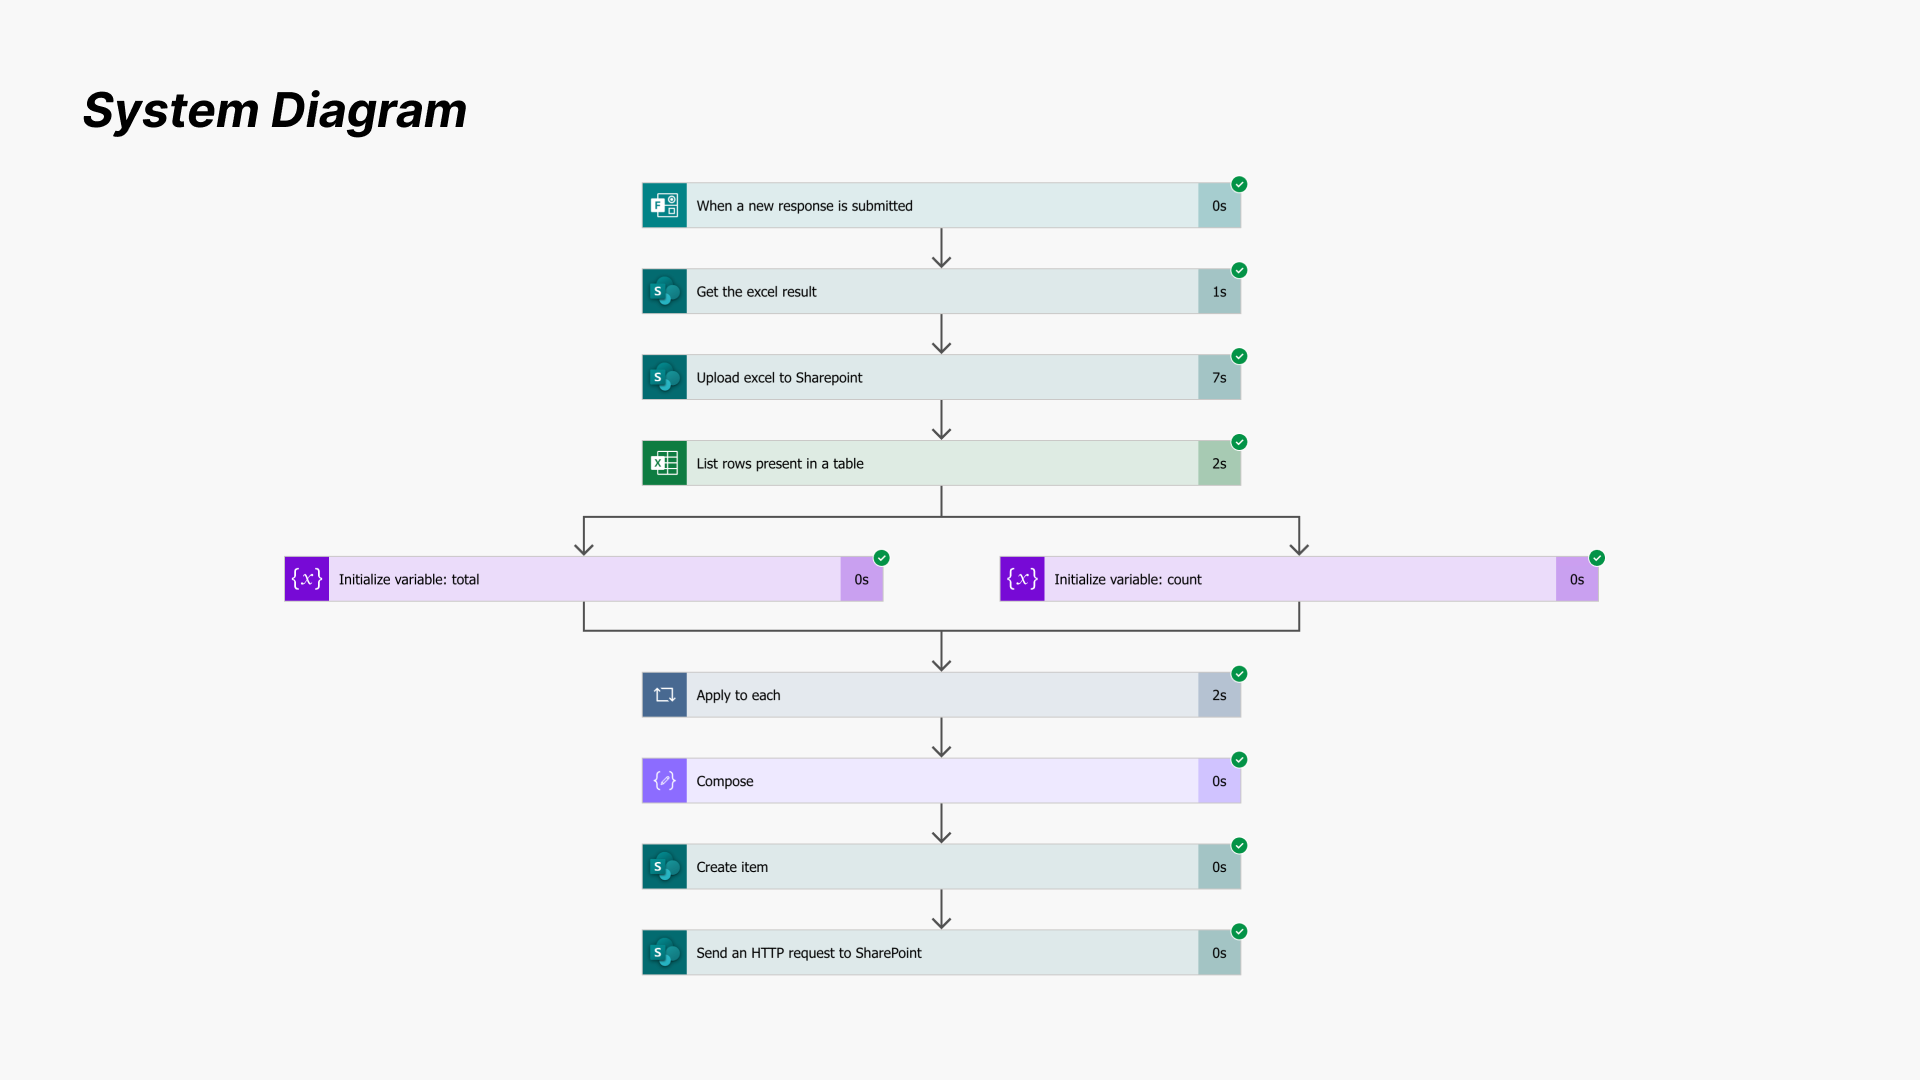 System Diagram
When a new response is submitted 0s
Get the excel result 1s
Upload excel to Sharepoint 7s
List rows present in a table 2s
Initialize variable: total 0s
Initialize variable: count 0s
Apply to each 2s
Compose 0s
Create item 0s
Send an HTTP request to SharePoint 0s